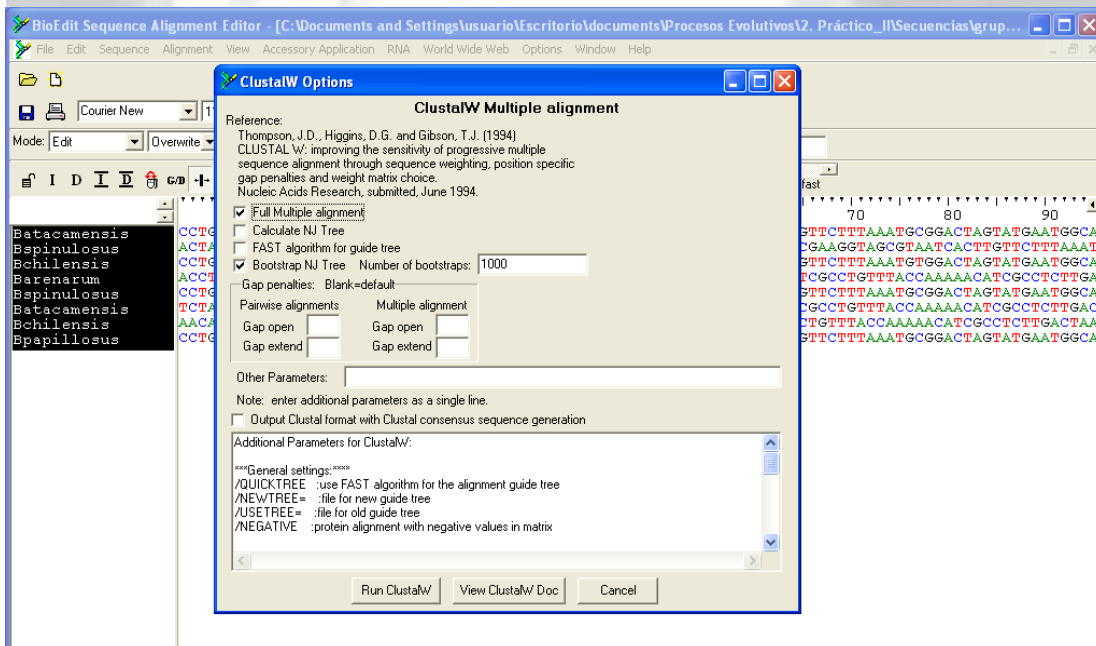 BioEdit Sequence Alignment Editor - [C:\Documents and Settings\usuario\Escritorio\documents\Procesos Evolutivos\2. Práctico_II\Secuencias\grup...
File Edit Sequence Alignment View Accessory Application RNA World Wide Web Options Window Help
ClustalW Options
Courier New
ClustalW Multiple alignment
Reference:
Thompson, J.D., Higgins, D.G. and Gibson, T.J. (1994)
CLUSTAL W: improving the sensitivity of progressive multiple
sequence alignment through sequence weighting, position specific
gap penalties and weight matrix choice.
Nucleic Acids Research, submitted, June 1994.
Mode: Edit Overwrite
I D I D G/D
fast
70 80 90
Full Multiple alignment
Calculate NJ Tree
FAST algorithm for guide tree
Bootstrap NJ Tree Number of bootstraps: 1000
Batacamensis CCTG GTTCTTTAAATGCGGACTAGTATGAATGGCA
Bspinulosus ACTA CGAAGGTAGCGTAATCACTTGTTCTTTAAAT
Bchilensis CCTG GTTCTTTAAATGTGGACTAGTATGAATGGCA
Barenarum ACCT TCGCCTGTTTACCAAAAACATCGCCTCTTGA
Bspinulosus CCTG GTTCTTTAAATGCGGACTAGTATGAATGGCA
Batacamensis TCTA CGCCTGTTTACCAAAAACATCGCCTCTTGAC
Bchilensis AACA CTGTTTACCAAAAACATCGCCTCTTGACTAA
Bpapillosus CCTG GTTCTTTAAATGCGGACTAGTATGAATGGCA
Gap penalties: Blank=default
Pairwise alignments Multiple alignment
Gap open Gap open
Gap extend Gap extend
Other Parameters:
Note: enter additional parameters as a single line.
Output Clustal format with Clustal consensus sequence generation
Additional Parameters for ClustalW:
***General settings:****
/QUICKTREE :use FAST algorithm for the alignment guide tree
/NEWTREE= :file for new guide tree
/USETREE= :file for old guide tree
/NEGATIVE :protein alignment with negative values in matrix
Run ClustalW View ClustalW Doc Cancel